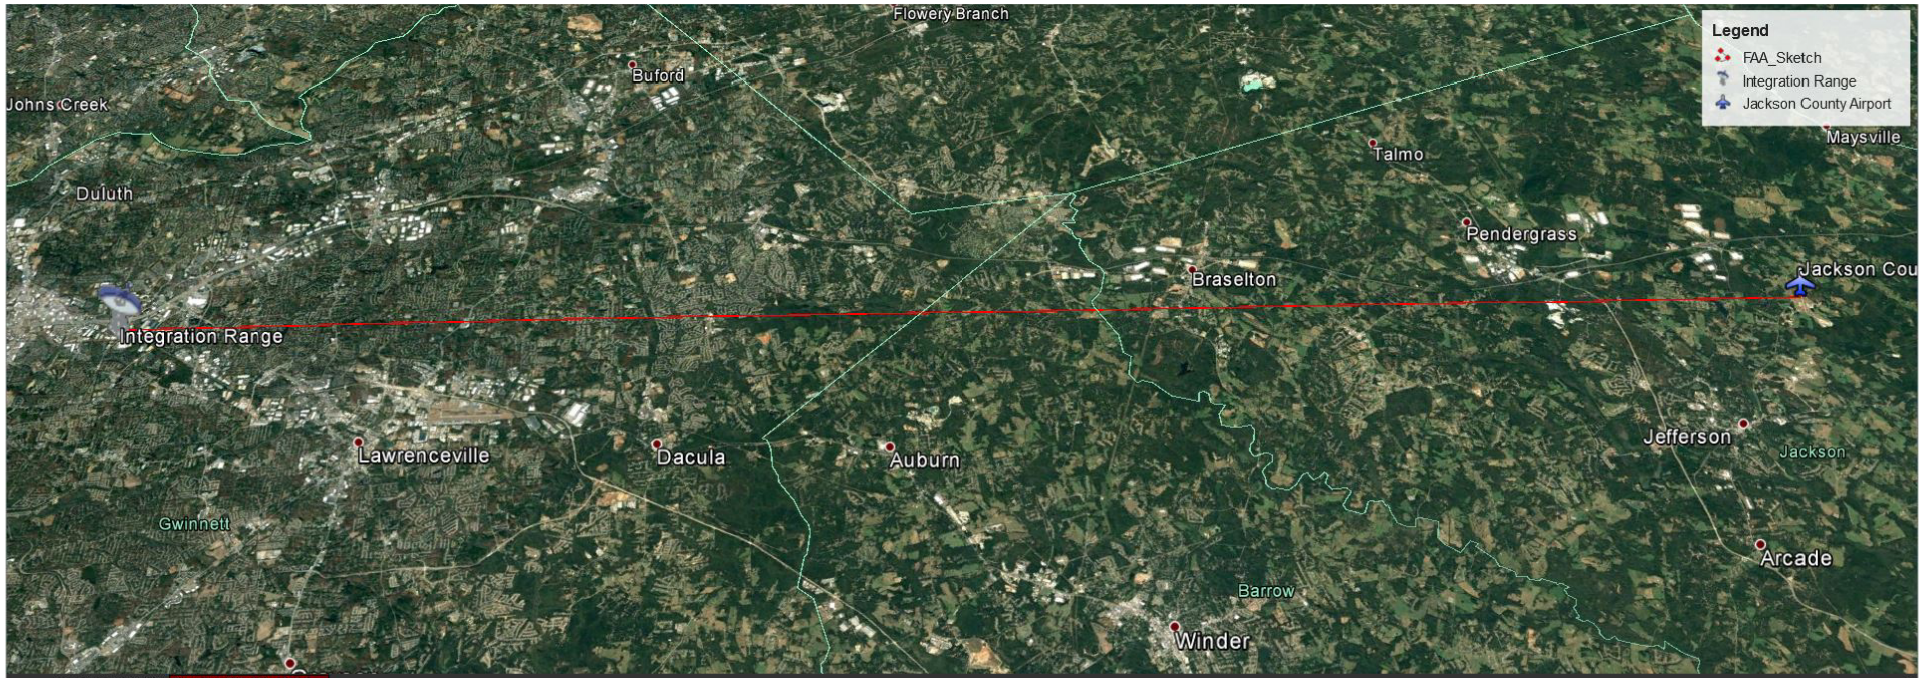 Flowery Branch
Legend
FAA_Sketch
Integration Range
Jackson County Airport
Buford
Johns Creek
Maysville
Talmo
Duluth
Pendergrass
Jackson Cou
Braselton
Integration Range
Jefferson
Jackson
Lawrenceville
Dacula
Auburn
Gwinnett
Arcade
Barrow
Winder